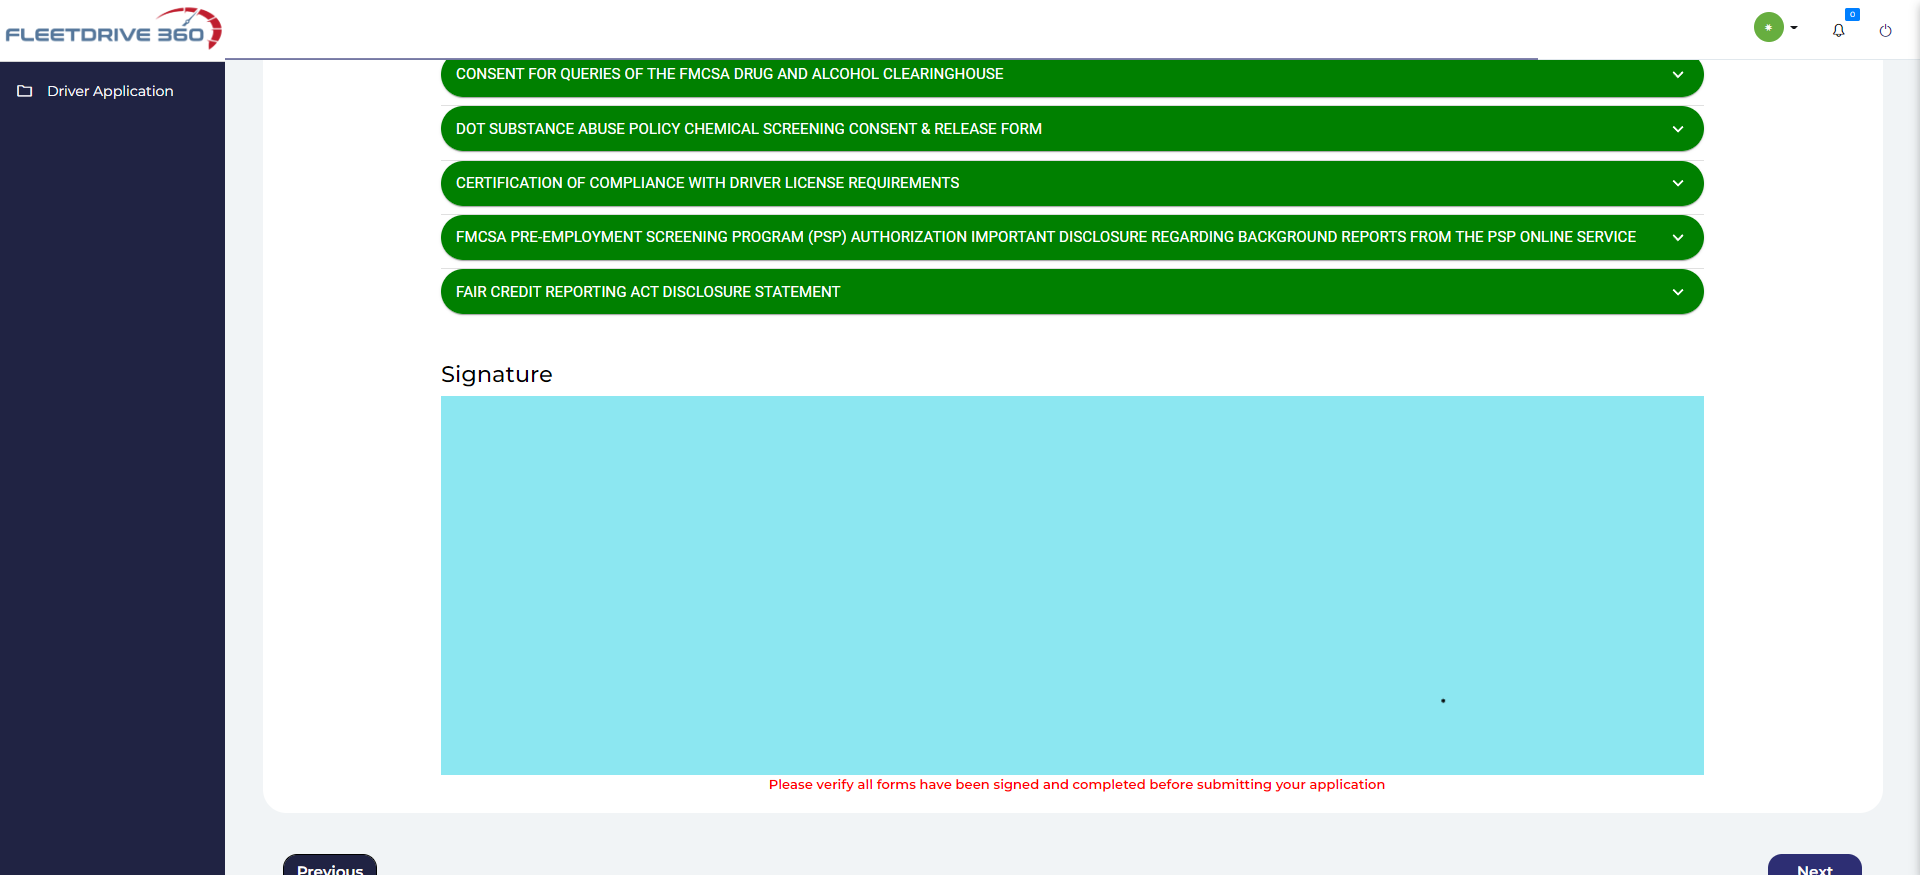 FLEETDRIVE 360
0
Driver Application
CONSENT FOR QUERIES OF THE FMCSA DRUG AND ALCOHOL CLEARINGHOUSE
DOT SUBSTANCE ABUSE POLICY CHEMICAL SCREENING CONSENT & RELEASE FORM
CERTIFICATION OF COMPLIANCE WITH DRIVER LICENSE REQUIREMENTS
FMCSA PRE-EMPLOYMENT SCREENING PROGRAM (PSP) AUTHORIZATION IMPORTANT DISCLOSURE REGARDING BACKGROUND REPORTS FROM THE PSP ONLINE SERVICE
FAIR CREDIT REPORTING ACT DISCLOSURE STATEMENT
Signature
Please verify all forms have been signed and completed before submitting your application
Previous
Next